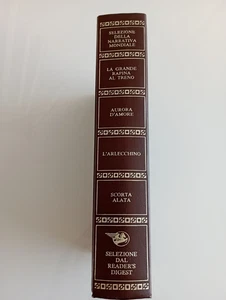 SELEZIONE
DELLA
NARRATIVA
MONDIALE
LA GRANDE
RAPINA
AL TRENO
AURORA
D'AMORE
L'ARLECCHINO
SCORTA
ALATA
SELEZIONE
DAL
READER'S
DIGEST